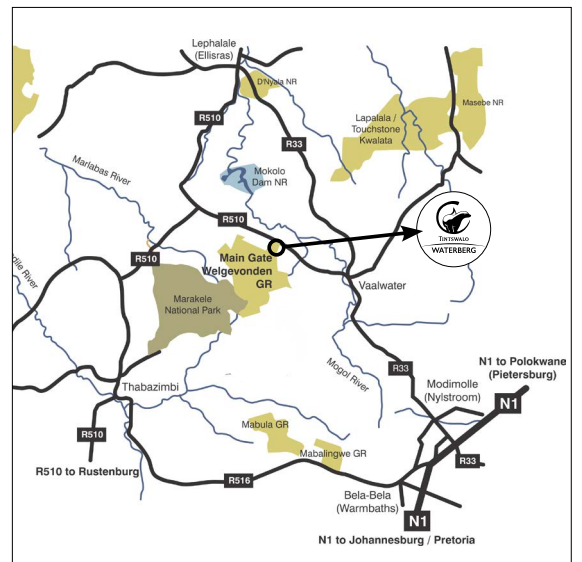 Lephalale
(Ellisras)
D'Nyala NR
Masebe NR
R510
Lapalala /
Touchstone
Kwalata
R33
Marlabas River
Mokolo
Dam NR
R510
TINTSWALO
WATERBERG
R510
Main Gate
Welgevonden
GR
dile River
Vaalwater
Marakele
National Park
Mogol River
R33
N1 to Polokwane
(Pietersburg)
Thabazimbi
Modimolle
(Nylstroom)
N1
R510
Mabula GR
Mabalingwe GR
R33
R510 to Rustenburg
R516
Bela-Bela
(Warmbaths)
N1
N1 to Johannesburg / Pretoria